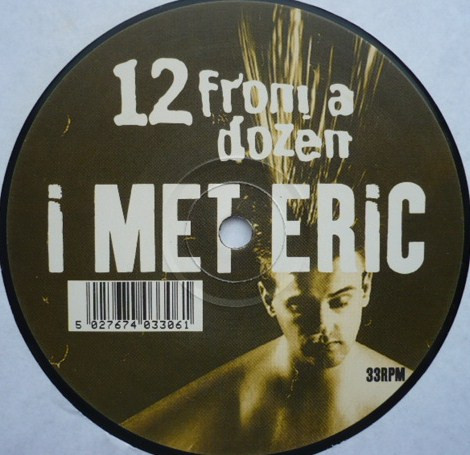 12 from a
dozen
i MET ERiC
5 027674 033061
33RPM